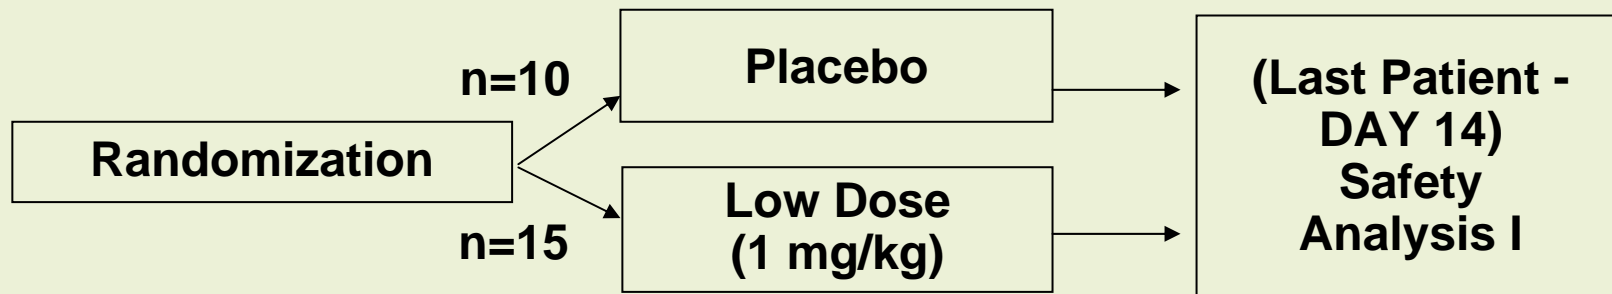 n=10
Placebo
Randomization
n=15
Low Dose
(1 mg/kg)
(Last Patient -
DAY 14)
Safety
Analysis I